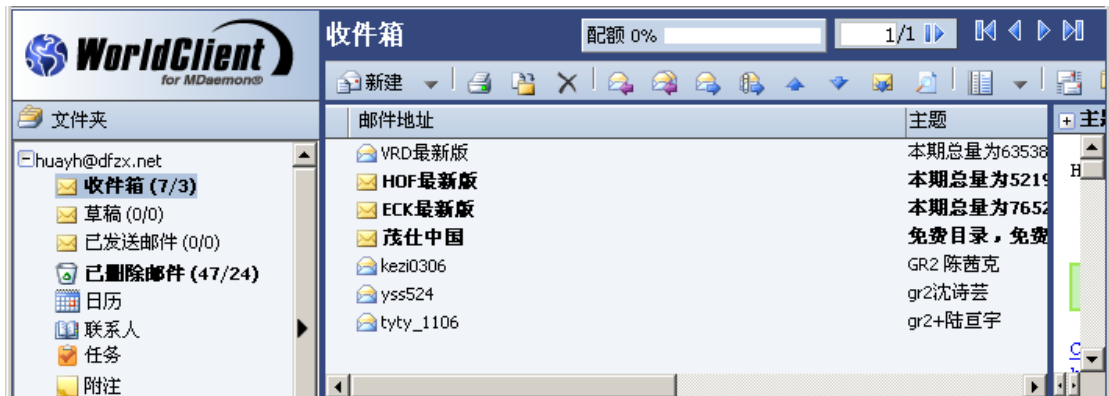 WorldClient
for MDaemon®
收件箱
配额 0%
1/1
新建
文件夹
邮件地址
主题
huayh@dfzx.net
收件箱 (7/3)
草稿 (0/0)
已发送邮件 (0/0)
已删除邮件 (47/24)
日历
联系人
任务
附注
VRD最新版
本期总量为63538
HOF最新版
本期总量为5219
ECK最新版
本期总量为7652
茂仕中国
免费目录，免费
kezi0306
GR2 陈茜克
yss524
gr2沈诗芸
tyty_1106
gr2+陆亘宇